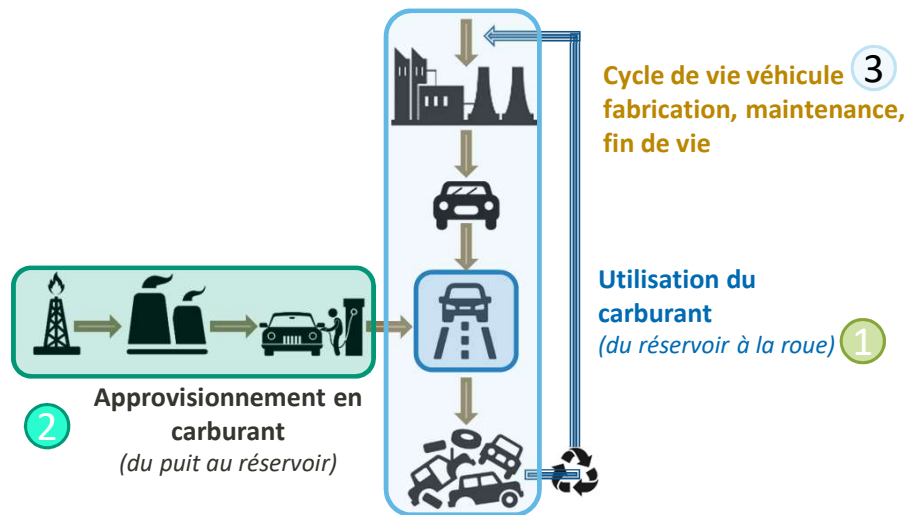 Cycle de vie véhicule 3
fabrication, maintenance,
fin de vie
Utilisation du
carburant
(du réservoir à la roue) 1
Approvisionnement en
2 carburant
(du puit au réservoir)